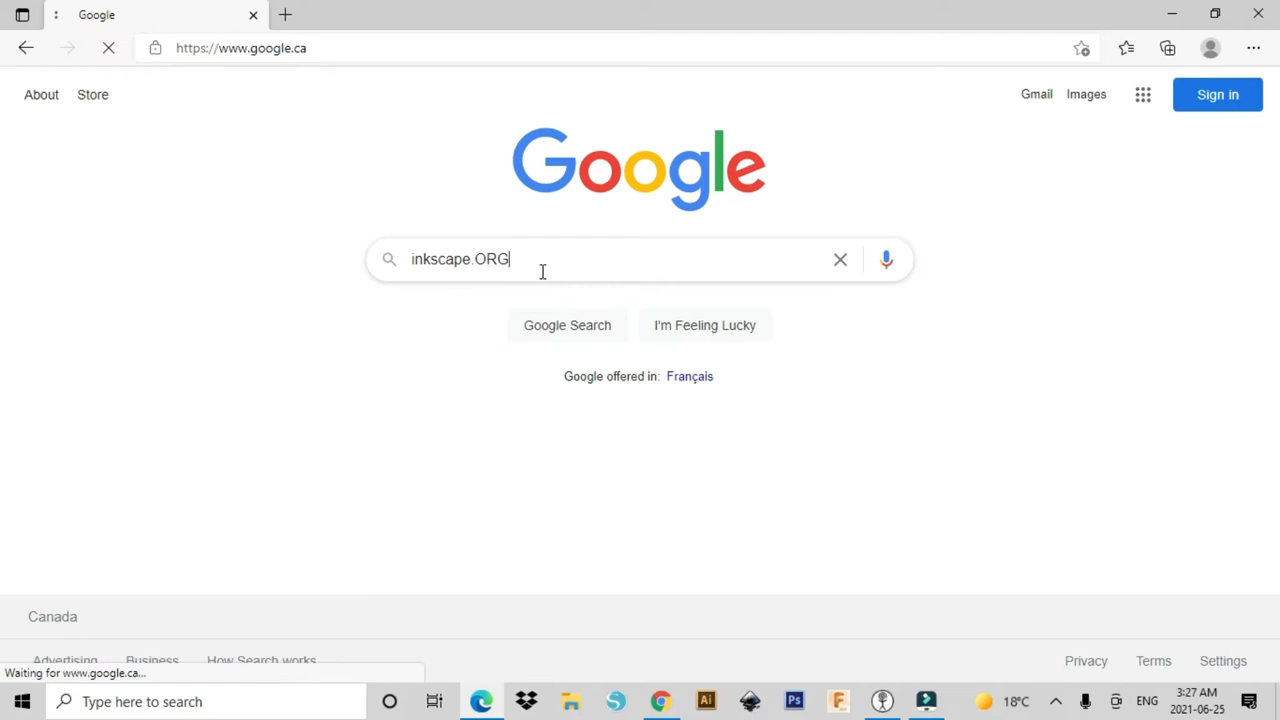 Google
https://www.google.ca
About Store
Gmail Images Sign in
Google
inkscape.ORG
Google Search I'm Feeling Lucky
Google offered in: Français
Canada
Advertising Business How Search works
Privacy Terms Settings
Waiting for www.google.ca...
Type here to search
Ai Ps F 18°C ENG 3:27 AM
2021-06-25